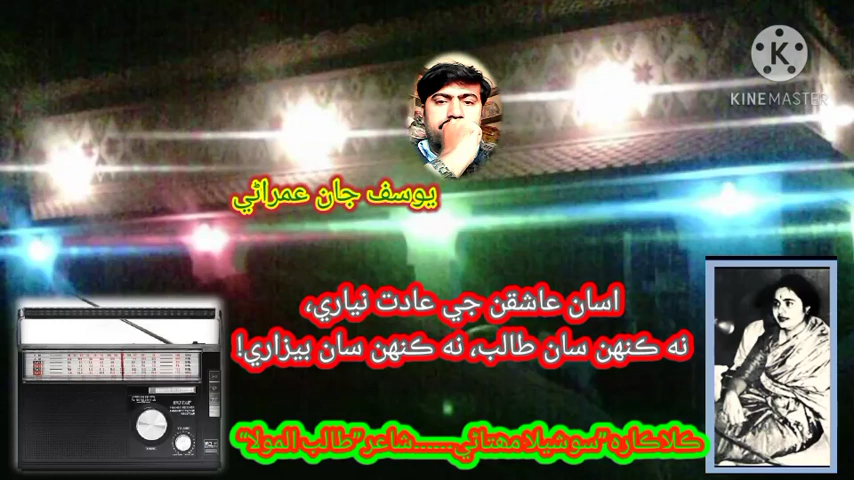 KINEMASTER
يوسف جان عمراڻي
اسان عاشقن جي عادت نياري،
نه ڪنهن سان طالب، نه ڪنهن سان بيزاري!
ڪلاڪاره "سوشيلا مهتاڻي......شاعر "طالب المولا"